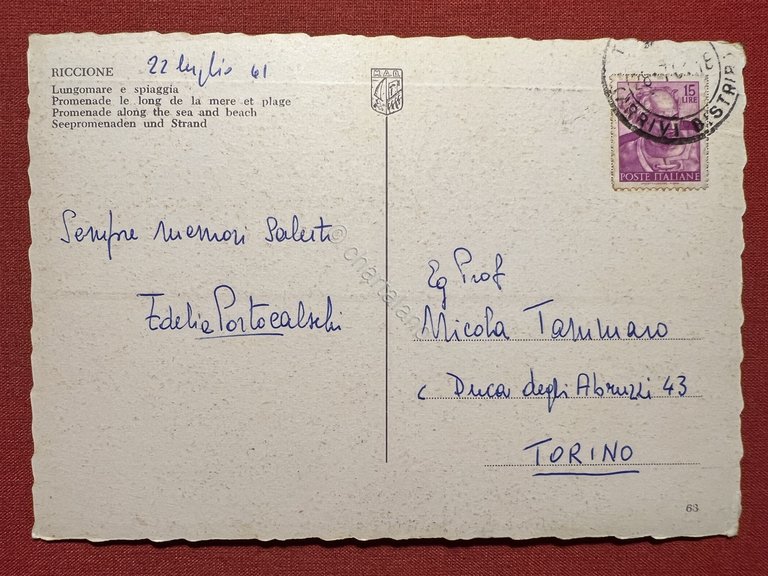 RICCIONE 22 luglio 61
Lungomare e spiaggia
Promenade le long de la mere et plage
Promenade along the sea and beach
Seepromenaden und Strand
15
LIRE
POSTE ITALIANE
ARRIVI DISTRIB
Sempre memori Saluti
Edelia Portocalschi
Eg Prof
Nicola Tammaro
c Duca degli Abruzzi 43
TORINO
63